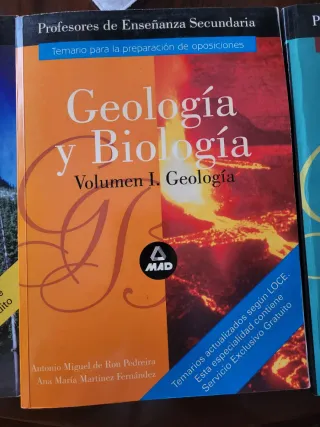 Profesores de Enseñanza Secundaria
Temario para la preparación de oposiciones
Geología
y Biología
Volumen I. Geología
MAD
Temarios actualizados según LOCE.
Esta especialidad contiene
Servicio Exclusivo Gratuito
Antonio Miguel de Ron Pedreira
Ana María Martínez Fernández